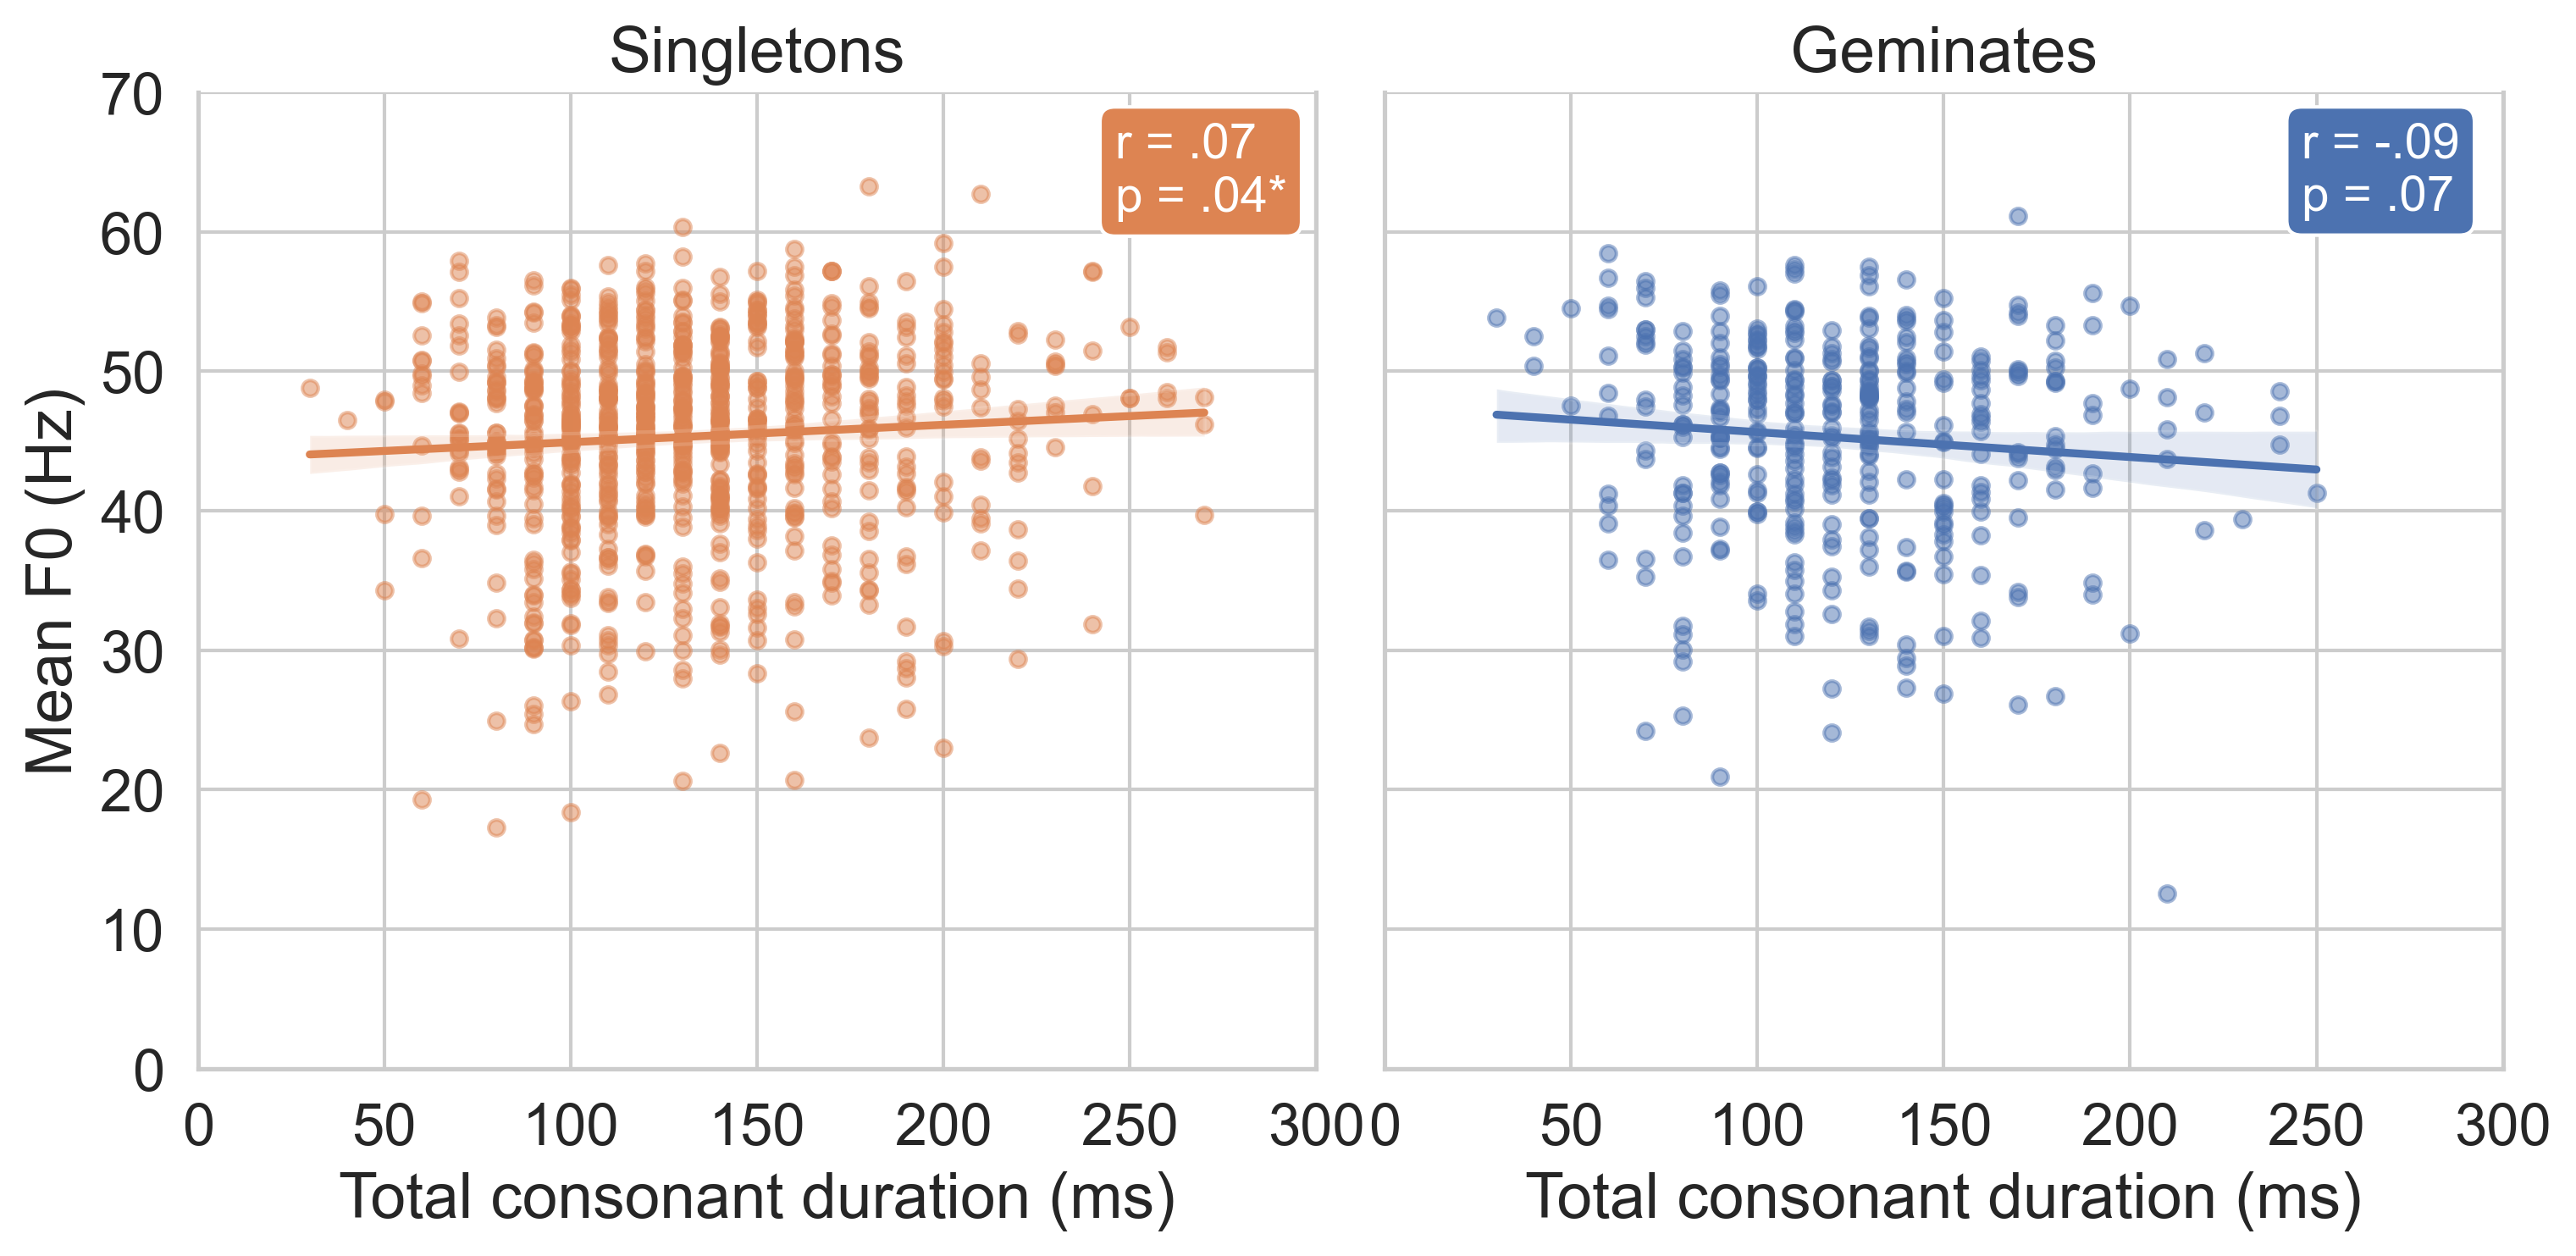 Singletons
Geminates
70
60
50
40
30
20
10
0
Mean F0 (Hz)
r = .07
p = .04*
r = -.09
p = .07
0 50 100 150 200 250 300
0 50 100 150 200 250 300
Total consonant duration (ms)
Total consonant duration (ms)